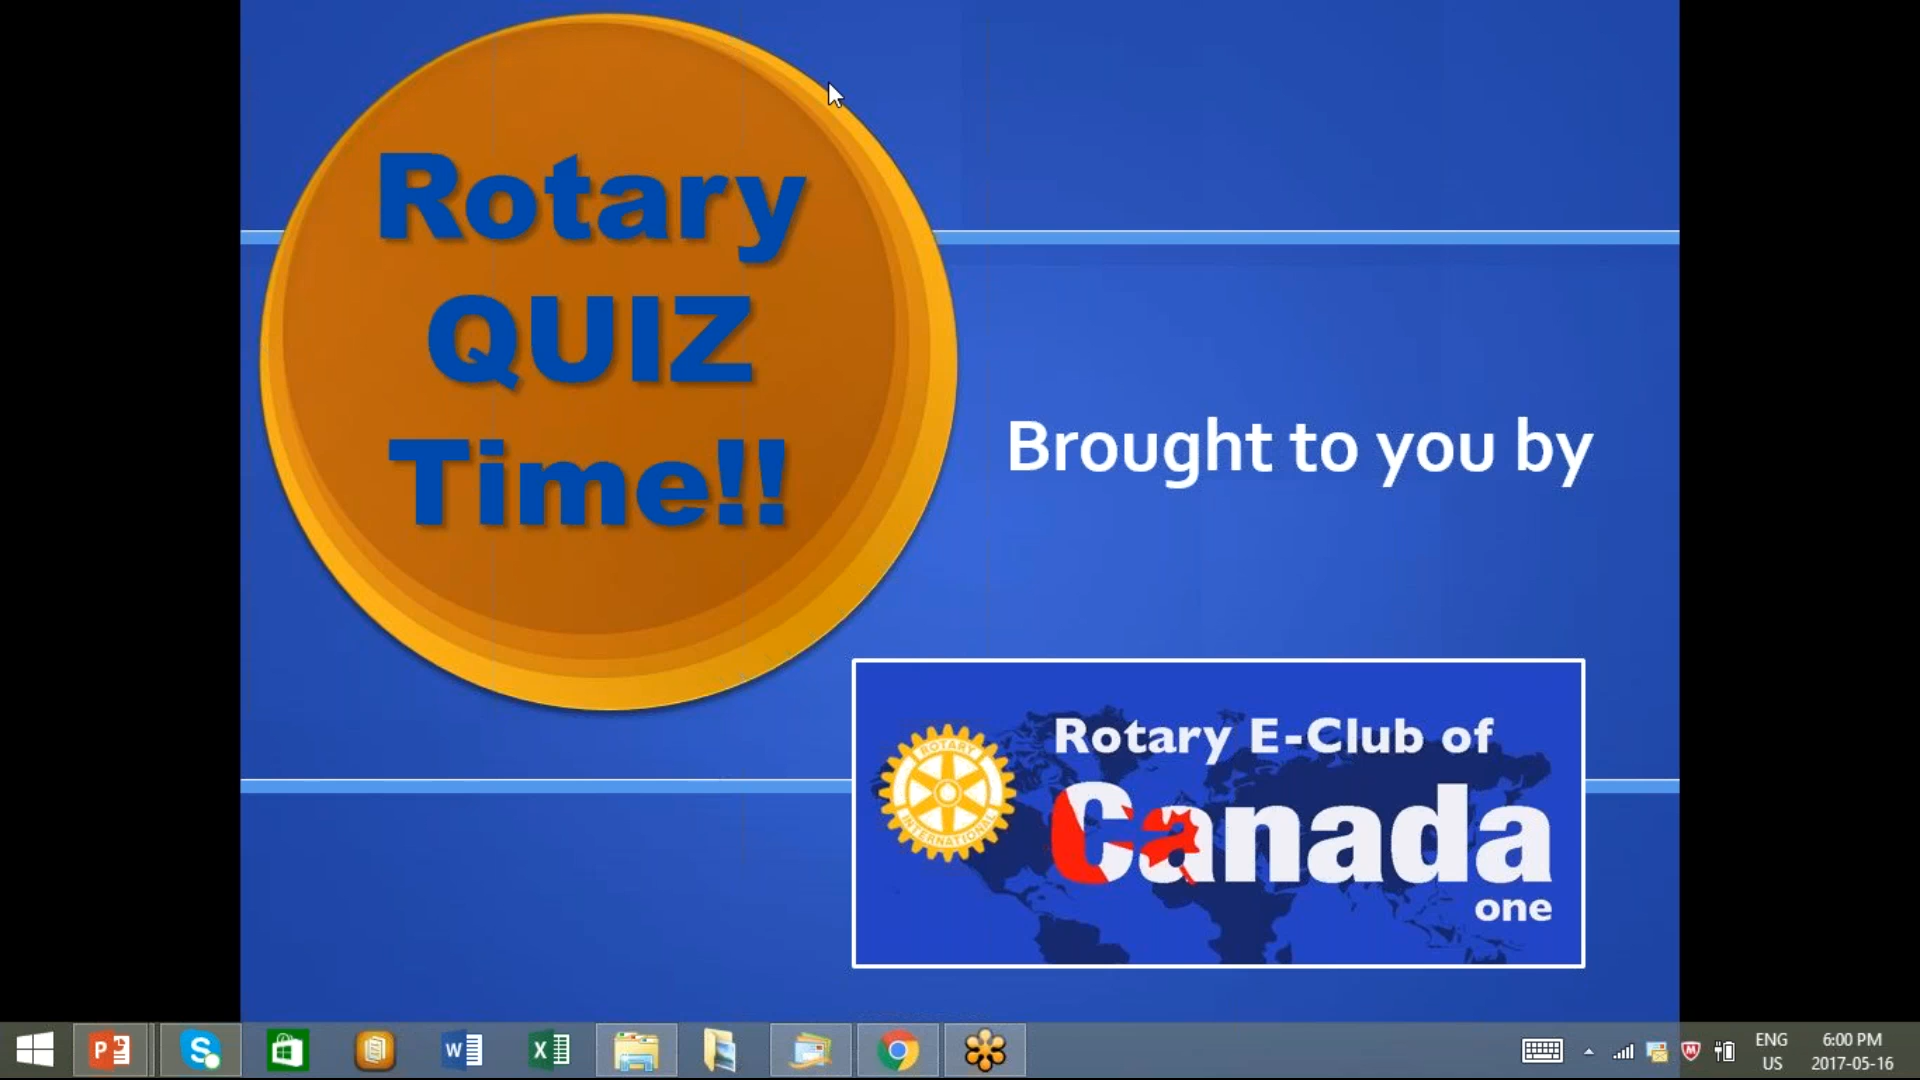 Rotary
QUIZ
Time!!
Brought to you by
ROTARY
INTERNATIONAL
Rotary E-Club of
Canada
one
ENG
US
6:00 PM
2017-05-16